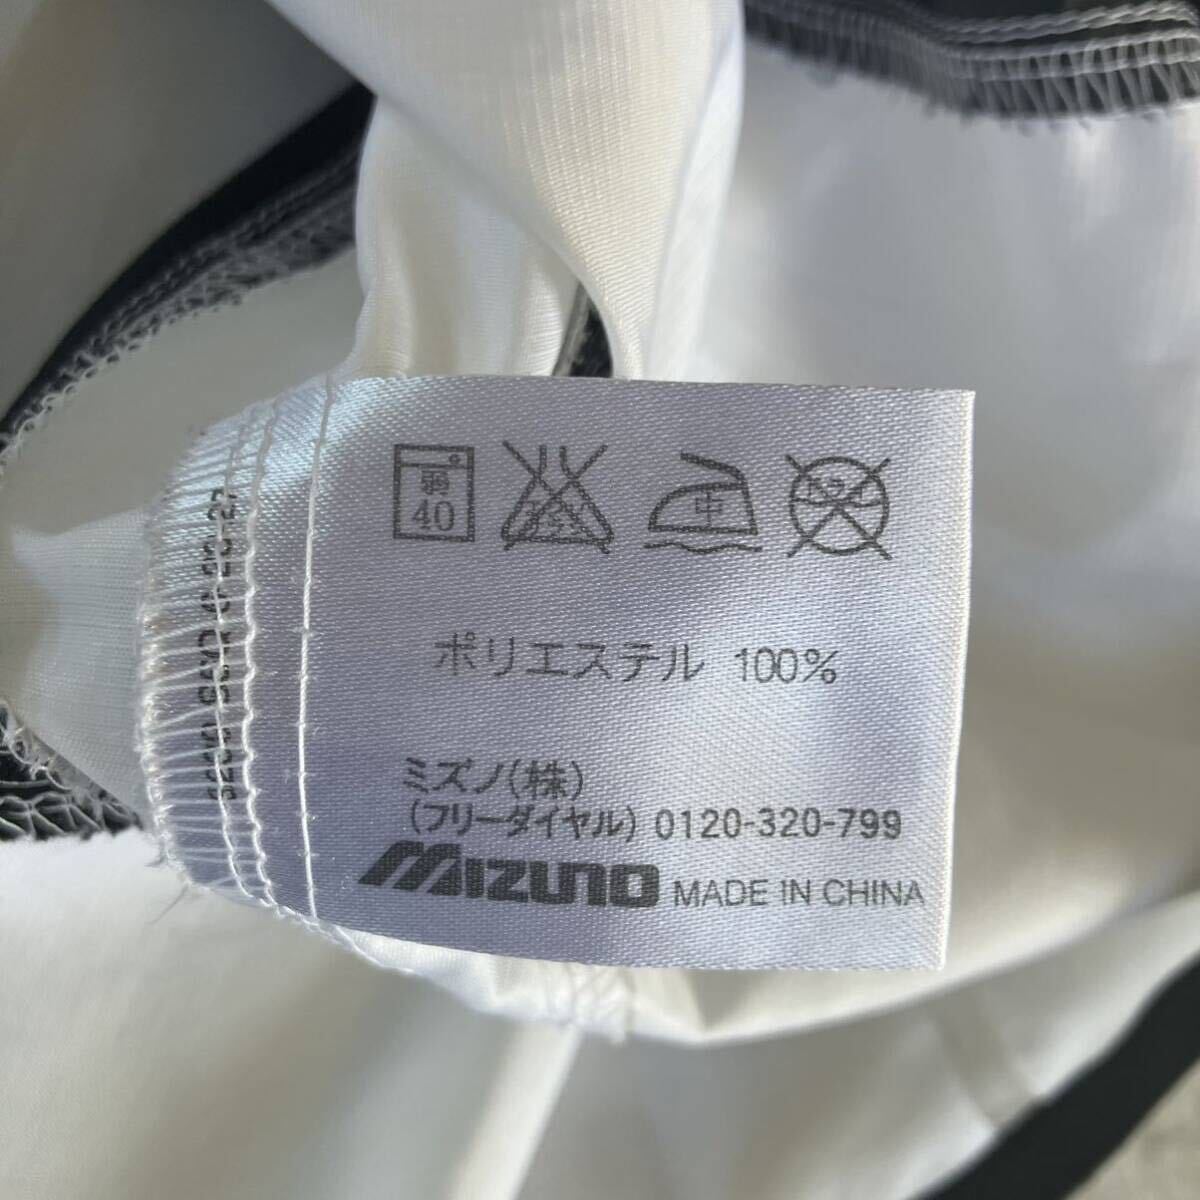 弱
40
中
ポリエステル 100%
ミズノ(株)
(フリーダイヤル) 0120-320-799
MIZUNO MADE IN CHINA